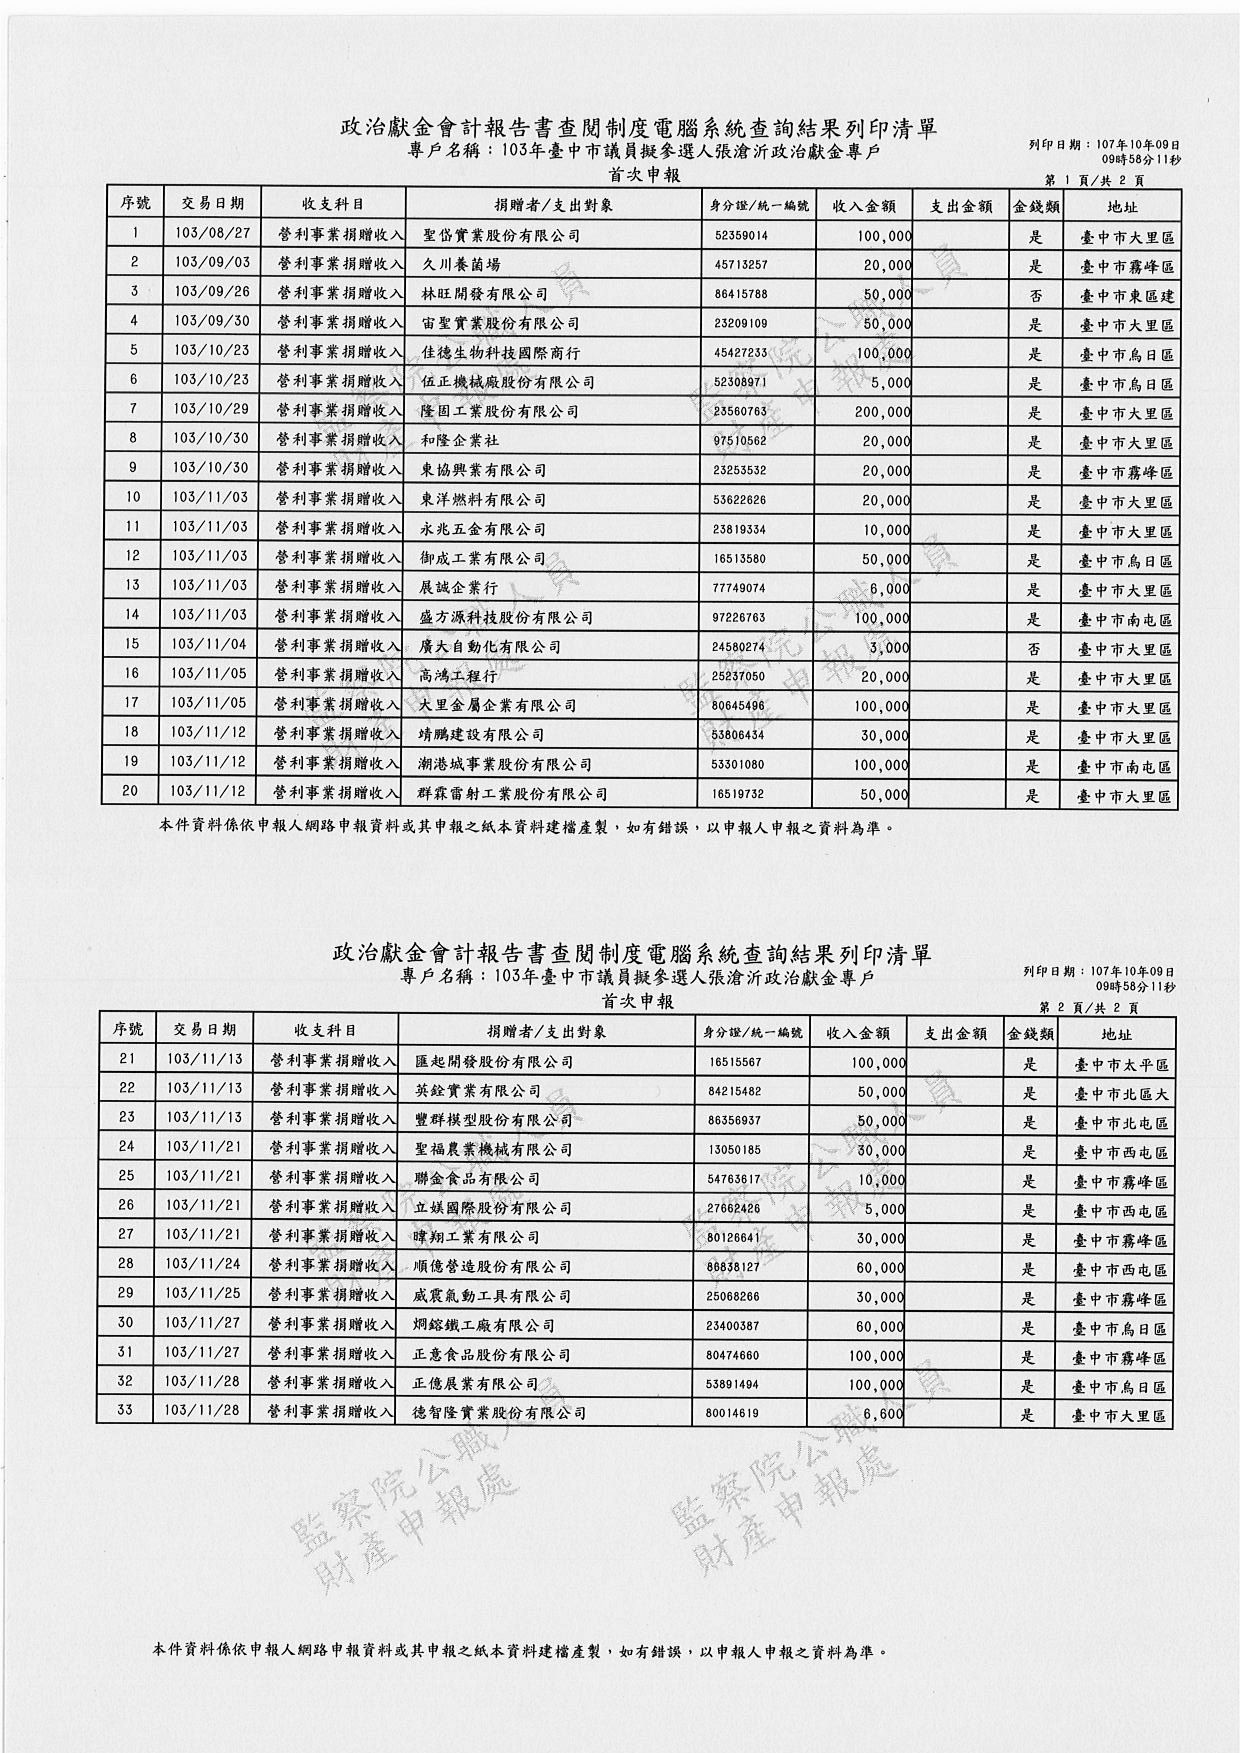 政治獻金會計報告書查閱制度電腦系統查詢結果列印清單
專戶名稱：103年臺中市議員擬參選人張滄沂政治獻金專戶
列印日期：107年10年09日
09時58分11秒
首次申報
第 1 頁/共 2 頁
序號 交易日期 收支科目 捐贈者/支出對象 身分證/統一編號 收入金額 支出金額 金錢類 地址
1 103/08/27 營利事業捐贈收入 聖岱實業股份有限公司 52359014 100,000 是 臺中市大里區
2 103/09/03 營利事業捐贈收入 久川養菌場 45713257 20,000 是 臺中市霧峰區
3 103/09/26 營利事業捐贈收入 林旺開發有限公司 86415788 50,000 否 臺中市東區建
4 103/09/30 營利事業捐贈收入 宙聖實業股份有限公司 23209109 50,000 是 臺中市大里區
5 103/10/23 營利事業捐贈收入 佳德生物科技國際商行 45427233 100,000 是 臺中市烏日區
6 103/10/23 營利事業捐贈收入 伍正機械廠股份有限公司 52308971 5,000 是 臺中市烏日區
7 103/10/29 營利事業捐贈收入 隆固工業股份有限公司 23560763 200,000 是 臺中市大里區
8 103/10/30 營利事業捐贈收入 和隆企業社 97510562 20,000 是 臺中市大里區
9 103/10/30 營利事業捐贈收入 東協興業有限公司 23253532 20,000 是 臺中市霧峰區
10 103/11/03 營利事業捐贈收入 東洋燃料有限公司 53622626 20,000 是 臺中市大里區
11 103/11/03 營利事業捐贈收入 永兆五金有限公司 23819334 10,000 是 臺中市大里區
12 103/11/03 營利事業捐贈收入 御成工業有限公司 16513580 50,000 是 臺中市烏日區
13 103/11/03 營利事業捐贈收入 展誠企業行 77749074 6,000 是 臺中市大里區
14 103/11/03 營利事業捐贈收入 盛方源科技股份有限公司 97226763 100,000 是 臺中市南屯區
15 103/11/04 營利事業捐贈收入 廣大自動化有限公司 24580274 3,000 否 臺中市大里區
16 103/11/05 營利事業捐贈收入 高鴻工程行 25237050 20,000 是 臺中市大里區
17 103/11/05 營利事業捐贈收入 大里金屬企業有限公司 80645496 100,000 是 臺中市大里區
18 103/11/12 營利事業捐贈收入 靖鵬建設有限公司 53806434 30,000 是 臺中市大里區
19 103/11/12 營利事業捐贈收入 潮港城事業股份有限公司 53301080 100,000 是 臺中市南屯區
20 103/11/12 營利事業捐贈收入 群霖雷射工業股份有限公司 16519732 50,000 是 臺中市大里區
本件資料係依申報人網路申報資料或其申報之紙本資料建檔產製，如有錯誤，以申報人申報之資料為準。
政治獻金會計報告書查閱制度電腦系統查詢結果列印清單
專戶名稱：103年臺中市議員擬參選人張滄沂政治獻金專戶
列印日期：107年10年09日
09時58分11秒
首次申報
第 2 頁/共 2 頁
序號 交易日期 收支科目 捐贈者/支出對象 身分證/統一編號 收入金額 支出金額 金錢類 地址
21 103/11/13 營利事業捐贈收入 匯起開發股份有限公司 16515567 100,000 是 臺中市太平區
22 103/11/13 營利事業捐贈收入 英銓實業有限公司 84215482 50,000 是 臺中市北區大
23 103/11/13 營利事業捐贈收入 豐群模型股份有限公司 86356937 50,000 是 臺中市北屯區
24 103/11/21 營利事業捐贈收入 聖福農業機械有限公司 13050185 30,000 是 臺中市西屯區
25 103/11/21 營利事業捐贈收入 聯金食品有限公司 54763617 10,000 是 臺中市霧峰區
26 103/11/21 營利事業捐贈收入 立媄國際股份有限公司 27662426 5,000 是 臺中市西屯區
27 103/11/21 營利事業捐贈收入 暐翔工業有限公司 80126641 30,000 是 臺中市霧峰區
28 103/11/24 營利事業捐贈收入 順億營造股份有限公司 86838127 60,000 是 臺中市西屯區
29 103/11/25 營利事業捐贈收入 威震氣動工具有限公司 25068266 30,000 是 臺中市霧峰區
30 103/11/27 營利事業捐贈收入 烱鎔鐵工廠有限公司 23400387 60,000 是 臺中市烏日區
31 103/11/27 營利事業捐贈收入 正意食品股份有限公司 80474660 100,000 是 臺中市霧峰區
32 103/11/28 營利事業捐贈收入 正億展業有限公司 53891494 100,000 是 臺中市烏日區
33 103/11/28 營利事業捐贈收入 德智隆實業股份有限公司 80014619 6,600 是 臺中市大里區
監察院公職人員
財產申報處
監察院公職人員
財產申報處
本件資料係依申報人網路申報資料或其申報之紙本資料建檔產製，如有錯誤，以申報人申報之資料為準。